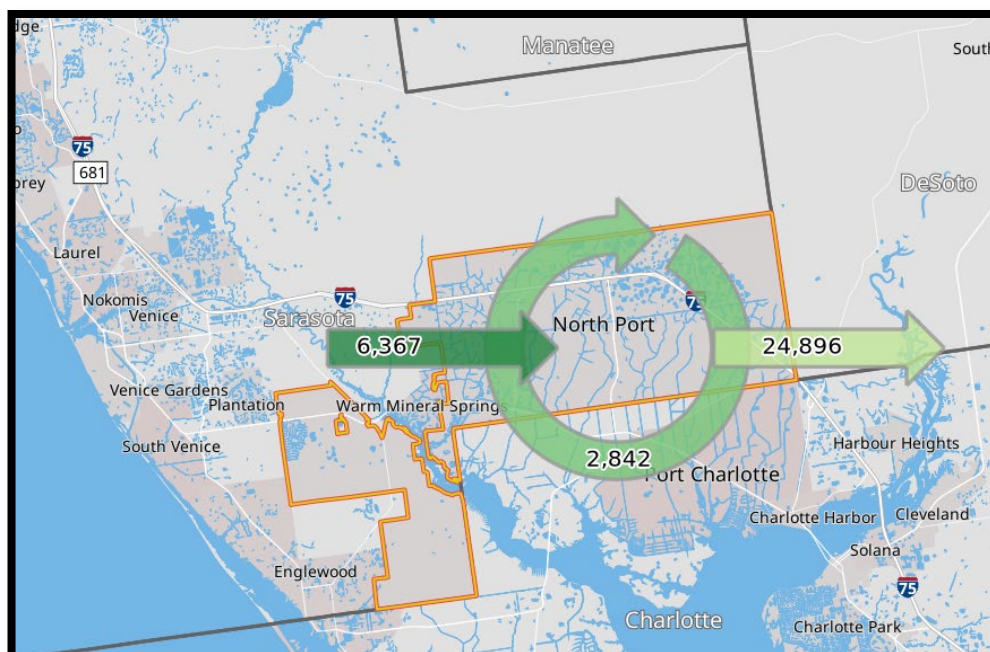 dge.
Manatee
South
75
681
prey
DeSoto
Laurel
Nokomis
75
75
Venice
Sarasota
North Port
6,367
24,896
Venice Gardens
Plantation
Warm Mineral Springs
South Venice
Harbour Heights
2,842
Port Charlotte
Charlotte Harbor
Cleveland
Solana
Englewood
75
Charlotte
Charlotte Park